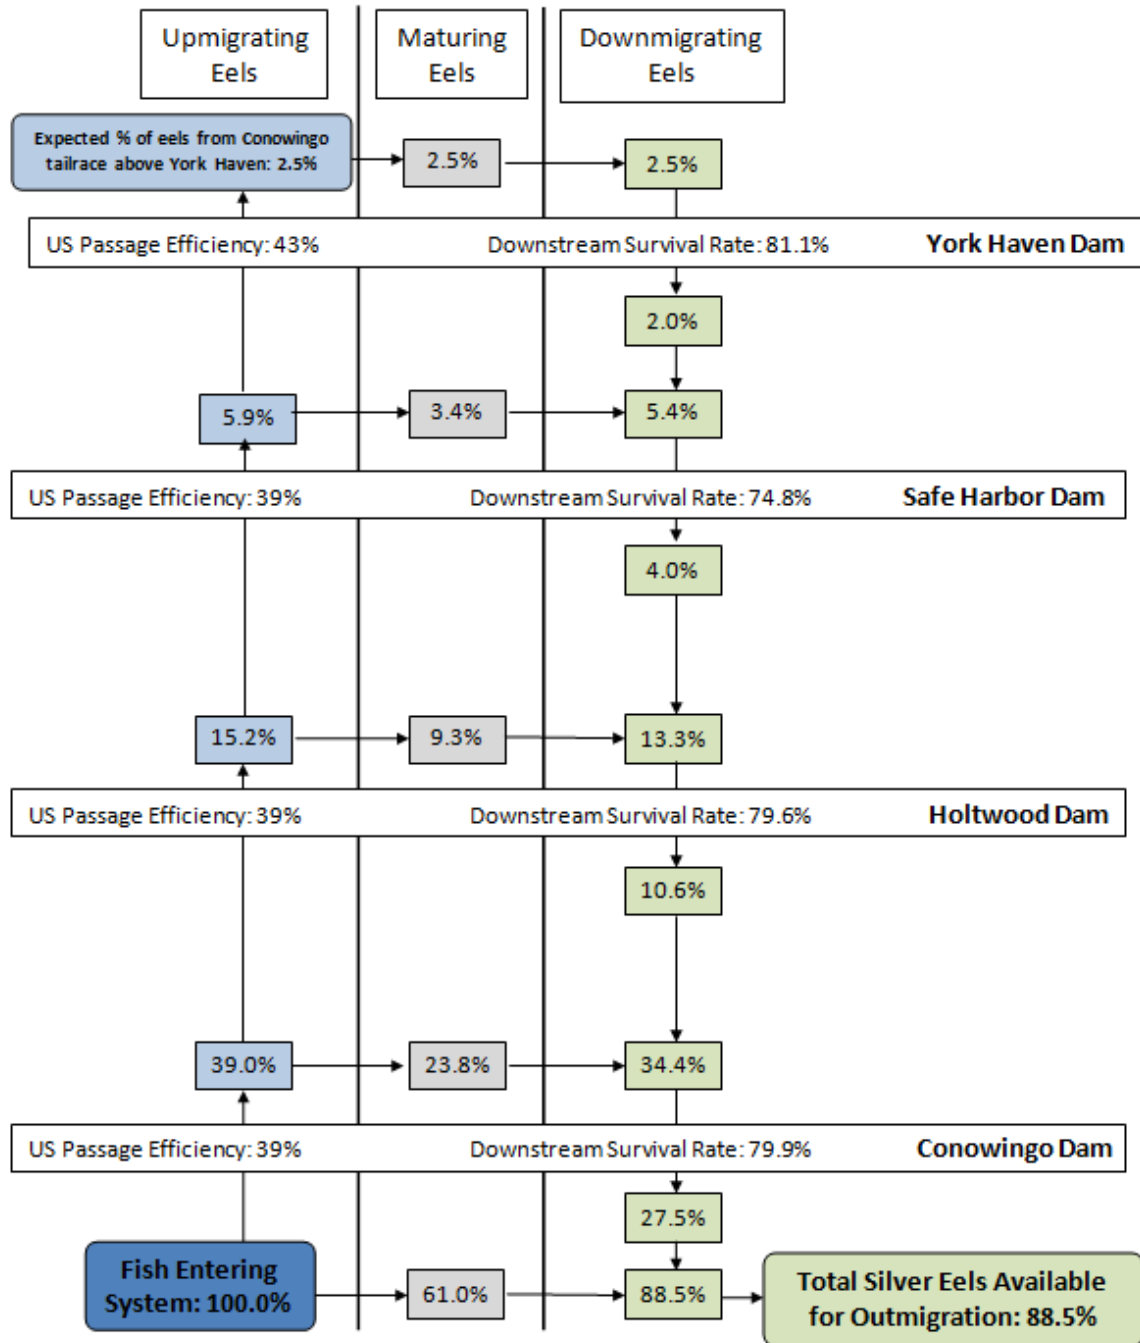 Upmigrating
Eels
Maturing
Eels
Downmigrating
Eels
Expected % of eels from Conowingo
tailrace above York Haven: 2.5%
2.5%
2.5%
US Passage Efficiency: 43%
Downstream Survival Rate: 81.1%
York Haven Dam
2.0%
5.9%
3.4%
5.4%
US Passage Efficiency: 39%
Downstream Survival Rate: 74.8%
Safe Harbor Dam
4.0%
15.2%
9.3%
13.3%
US Passage Efficiency: 39%
Downstream Survival Rate: 79.6%
Holtwood Dam
10.6%
39.0%
23.8%
34.4%
US Passage Efficiency: 39%
Downstream Survival Rate: 79.9%
Conowingo Dam
27.5%
Fish Entering
System: 100.0%
61.0%
88.5%
Total Silver Eels Available
for Outmigration: 88.5%